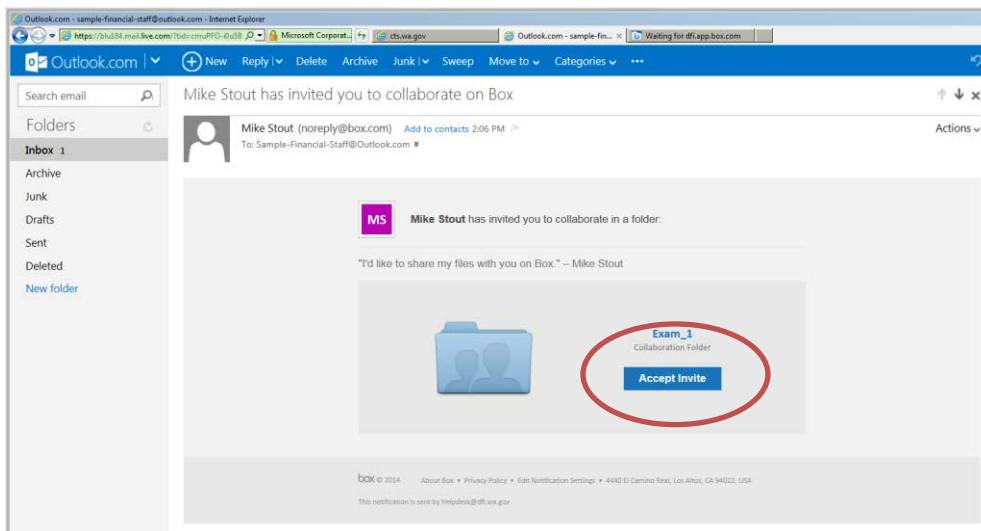 Outlook.com - sample-financial-staff@outlook.com - Internet Explorer
Microsoft Corporat... cts.wa.gov Outlook.com - sample-fin... Waiting for dfi.app.box.com
Outlook.com New Reply Delete Archive Junk Sweep Move to Categories •••
Search email
Mike Stout has invited you to collaborate on Box
Folders
Mike Stout (noreply@box.com) Add to contacts 2:06 PM
Actions
To: Sample-Financial-Staff@Outlook.com
Inbox 1
Archive
Junk
Drafts
Sent
Deleted
New folder
MS Mike Stout has invited you to collaborate in a folder:
"I'd like to share my files with you on Box." – Mike Stout
Exam_1
Collaboration Folder
Accept Invite
box © 2014 About Box • Privacy Policy • Edit Notification Settings • 4440 El Camino Real, Los Altos, CA 94022, USA
This notification is sent by Helpdesk@dfi.wa.gov